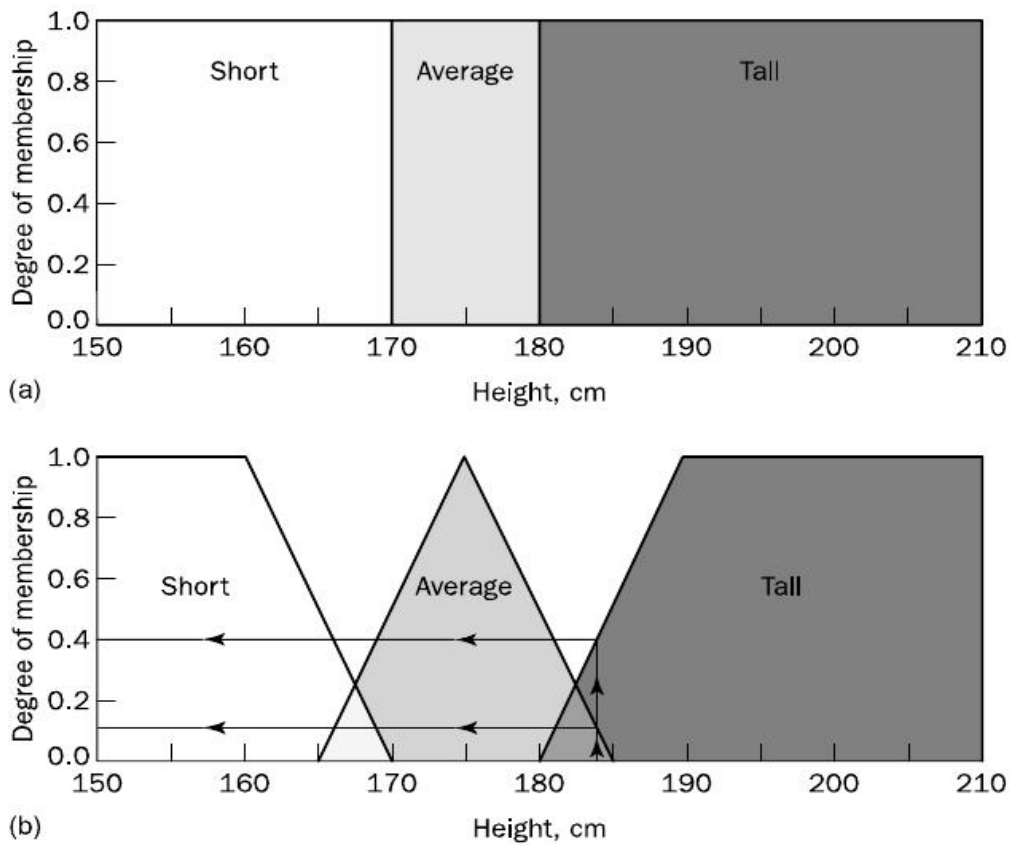 Degree of membership
1.0
0.8
0.6
0.4
0.2
0.0
Short
Average
Tall
150 160 170 180 190 200 210
Height, cm
(a)
Degree of membership
1.0
0.8
0.6
0.4
0.2
0.0
Short
Average
Tall
150 160 170 180 190 200 210
Height, cm
(b)